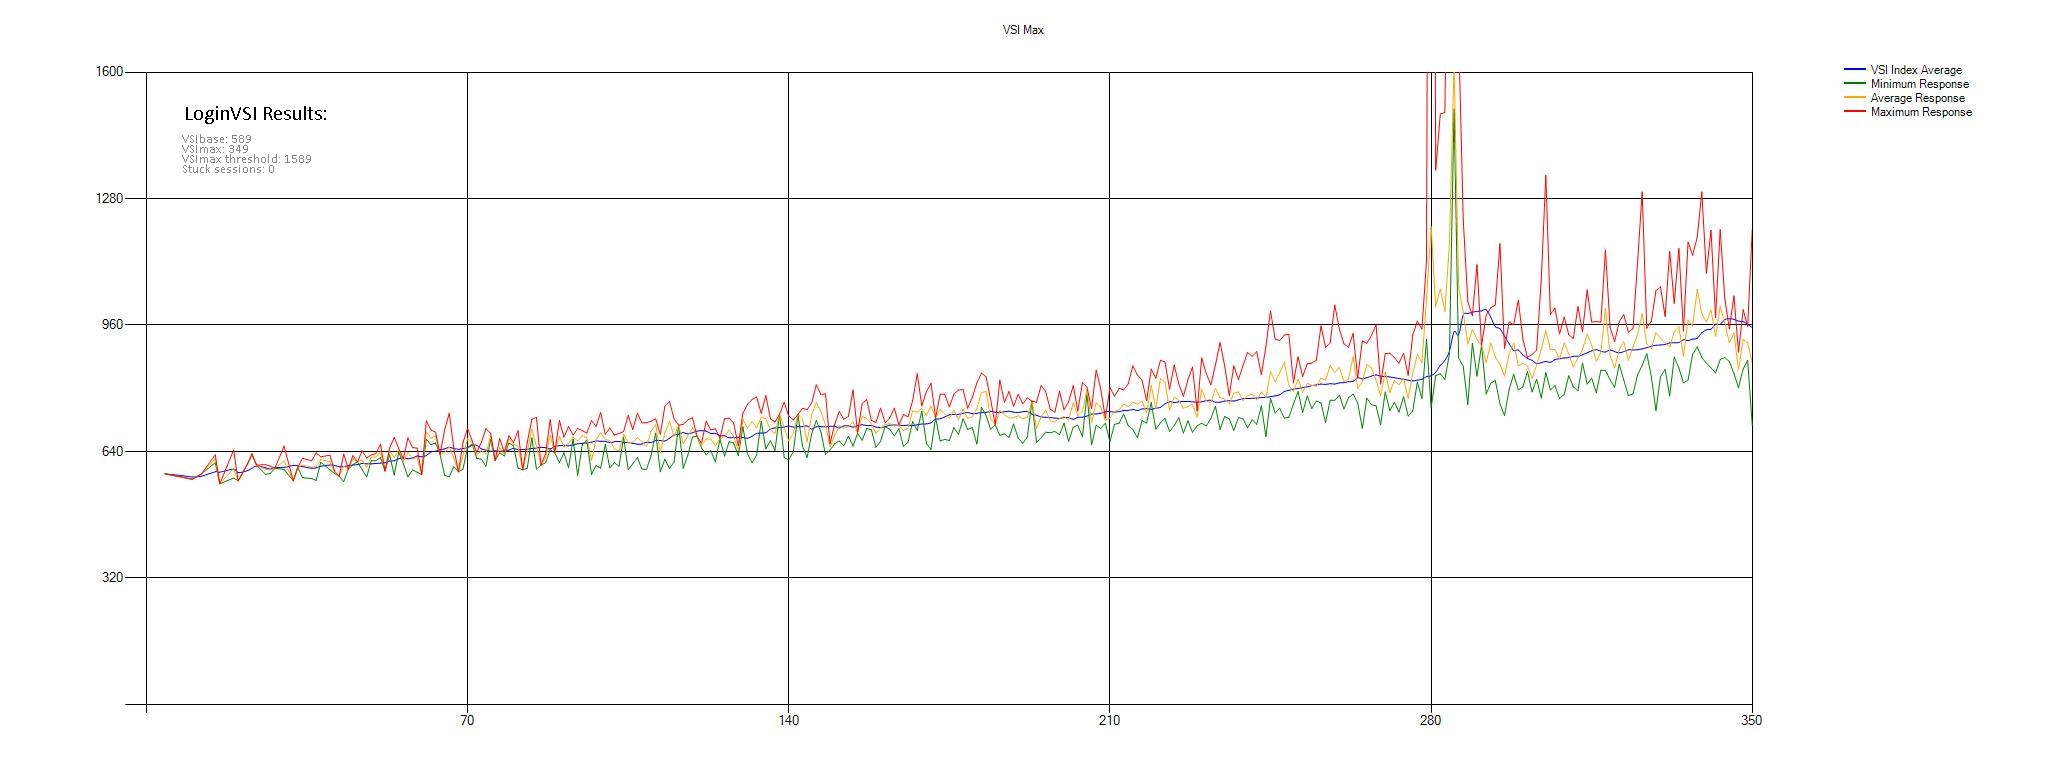 VSI Max
1600
1280
960
640
320
70
140
210
280
350
LoginVSI Results:
VSIbase: 589
VSImax: 349
VSImax threshold: 1589
Stuck sessions: 0
VSI Index Average
Minimum Response
Average Response
Maximum Response